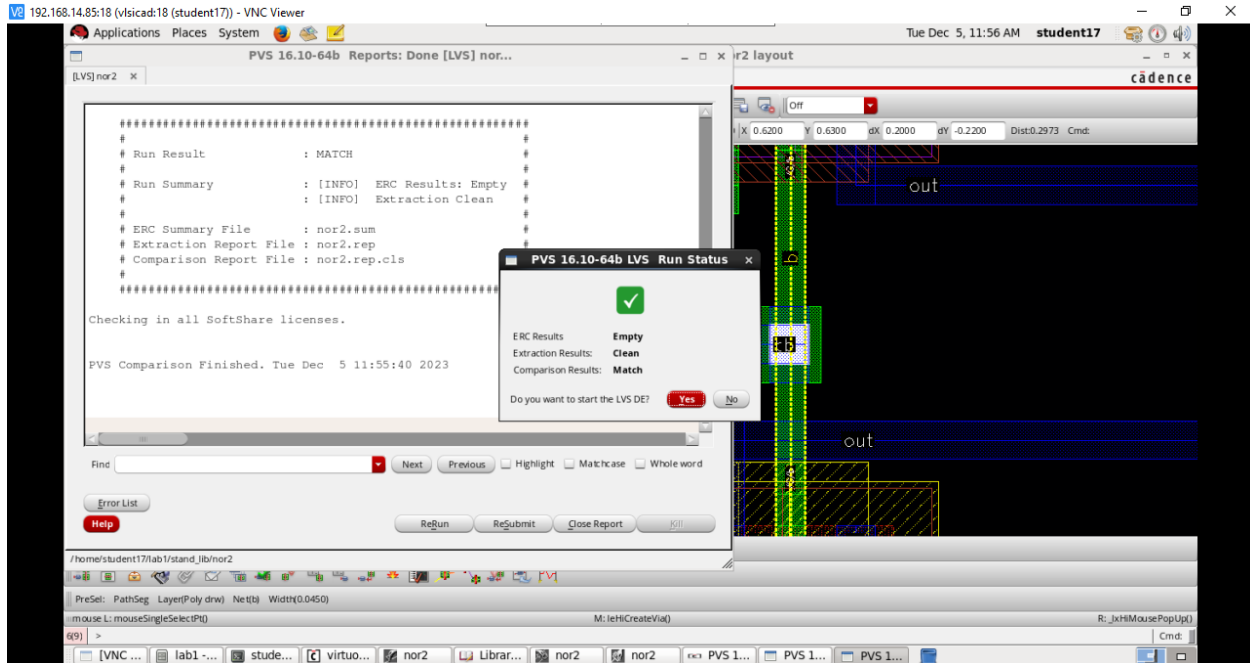 192.168.14.85:18 (vlsicad:18 (student17)) - VNC Viewer
Applications Places System Tue Dec 5, 11:56 AM student17
PVS 16.10-64b Reports: Done [LVS] nor...
r2 layout
[LVS] nor2
cādence
Off
X 0.6200 Y 0.6300 dX 0.2000 dY -0.2200 Dist:0.2973 Cmd:
########################################################
# #
# Run Result : MATCH #
# #
# Run Summary : [INFO] ERC Results: Empty #
# : [INFO] Extraction Clean #
# #
# ERC Summary File : nor2.sum #
# Extraction Report File : nor2.rep #
# Comparison Report File : nor2.rep.cls
#
########################################################
Checking in all SoftShare licenses.
PVS Comparison Finished. Tue Dec 5 11:55:40 2023
out
b
out
PVS 16.10-64b LVS Run Status
ERC Results Empty
Extraction Results: Clean
Comparison Results: Match
Do you want to start the LVS DE? Yes No
Find Next Previous Highlight Matchcase Whole word
Error List
Help ReRun ReSubmit Close Report Kill
/home/student17/lab1/stand_lib/nor2
PreSel: PathSeg Layer(Poly drw) Net(b) Width(0.0450)
mouse L: mouseSingleSelectPt() M: leHiCreateVia() R: _lxHiMousePopUp()
6(9) > Cmd:
[VNC ... lab1 -... stude... virtuo... nor2 Librar... nor2 nor2 PVS 1... PVS 1... PVS 1...